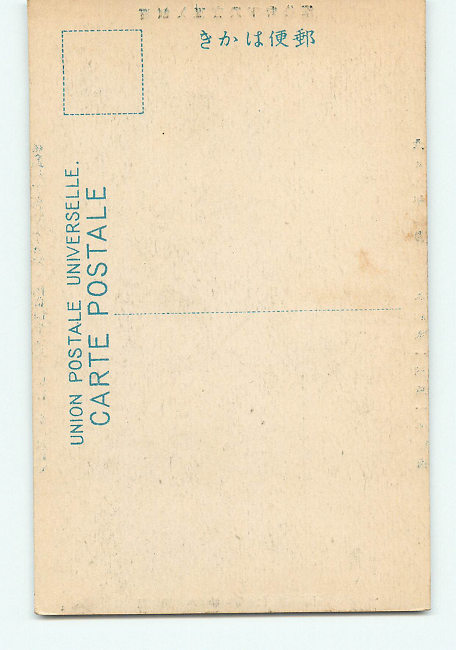 きかは便郵
UNION POSTALE UNIVERSELLE.
CARTE POSTALE